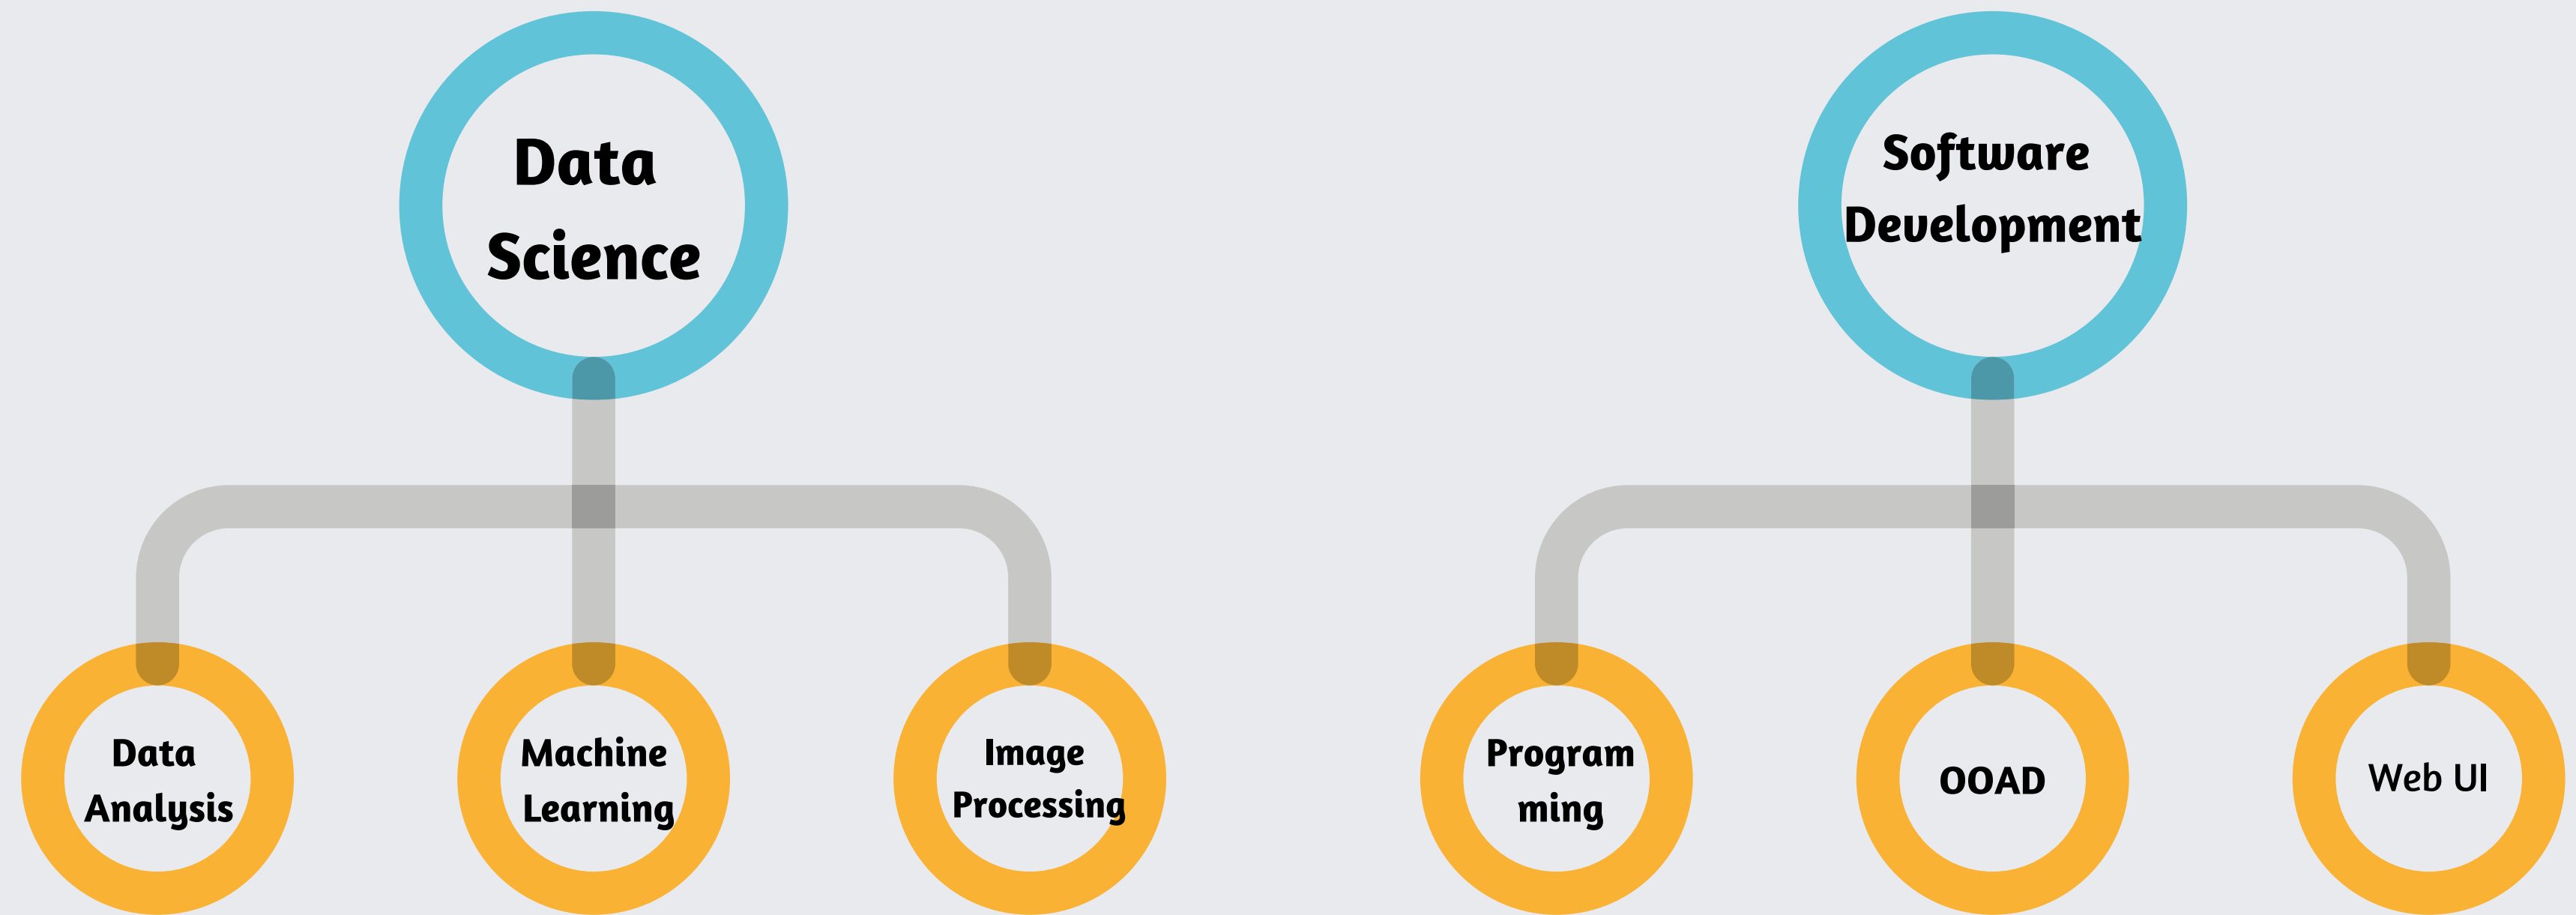 Data
Science
Software
Development
Data
Analysis
Machine
Learning
Image
Processing
Program
ming
OOAD
Web UI